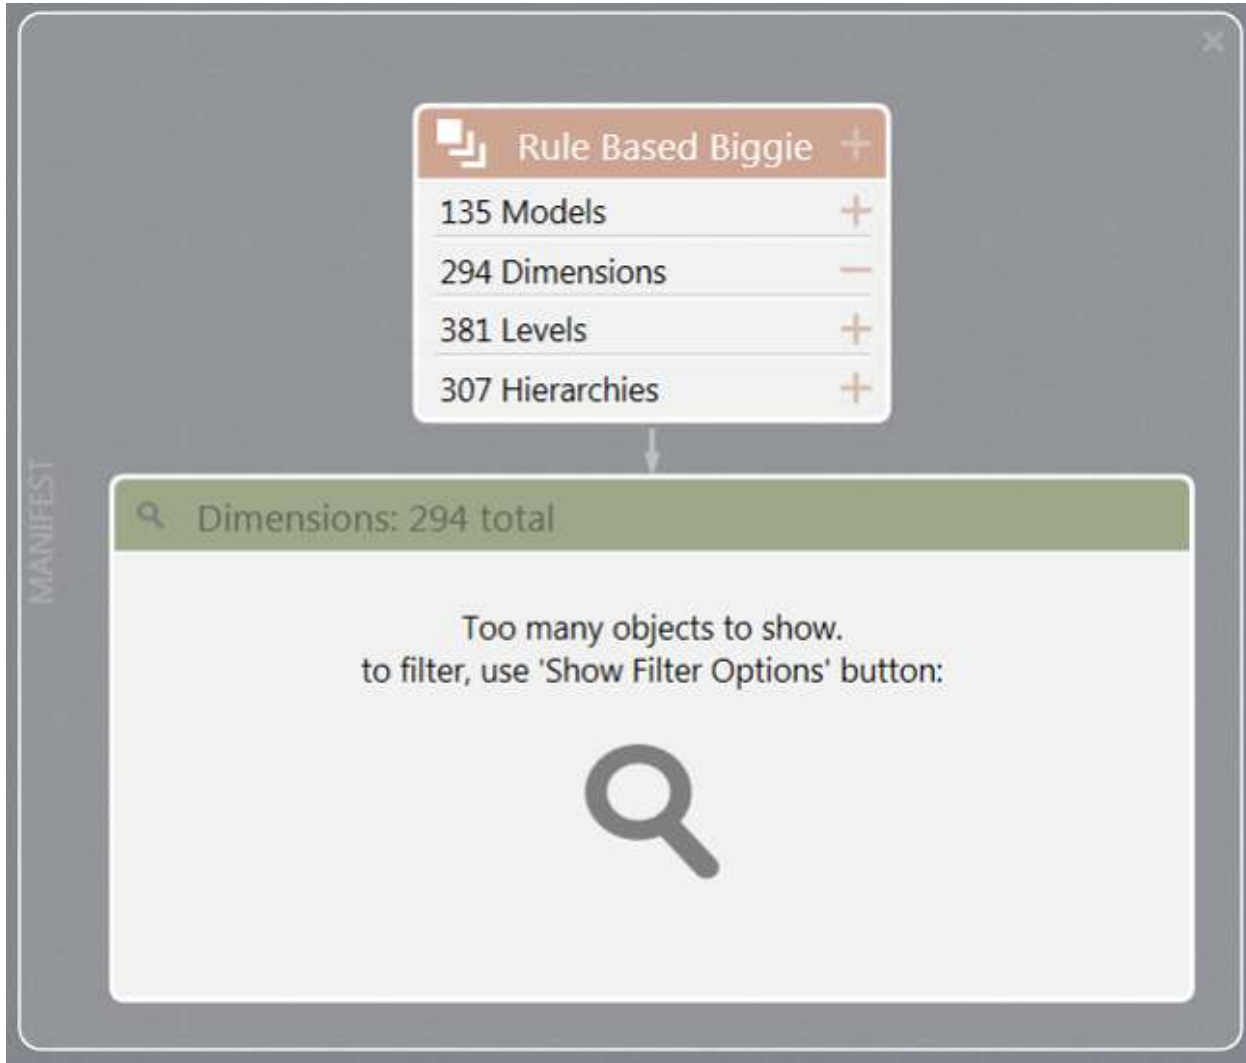 Rule Based Biggie
135 Models
294 Dimensions
381 Levels
307 Hierarchies
MANIFEST
Dimensions: 294 total
Too many objects to show.
to filter, use 'Show Filter Options' button: